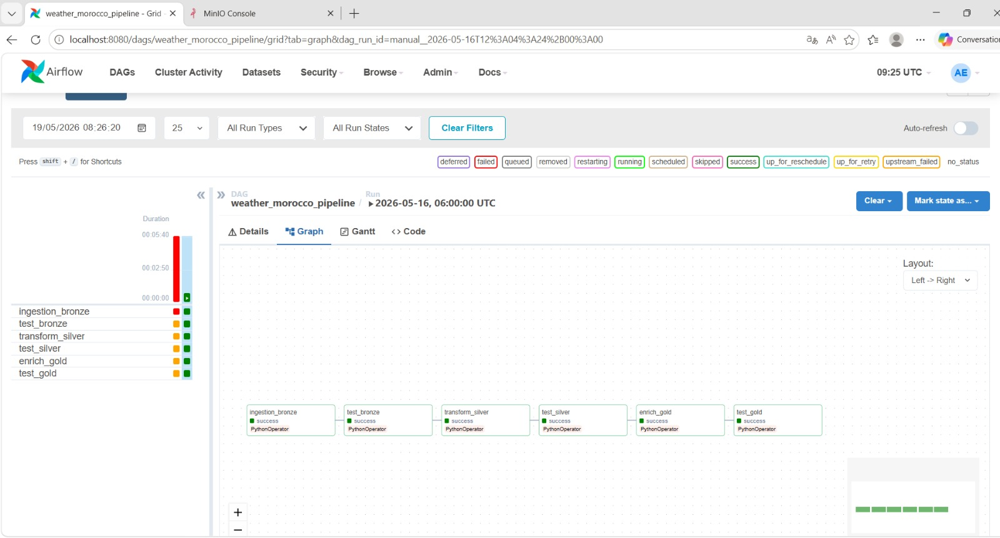 weather_morocco_pipeline - Grid -
MinIO Console
localhost:8080/dags/weather_morocco_pipeline/grid?tab=graph&dag_run_id=manual__2026-05-16T12%3A04%3A24%2B00%3A00
Conversation
Airflow
DAGs
Cluster Activity
Datasets
Security
Browse
Admin
Docs
09:25 UTC
AE
19/05/2026 08:26:20
25
All Run Types
All Run States
Clear Filters
Auto-refresh
Press shift + / for Shortcuts
deferred failed queued removed restarting running scheduled skipped success up_for_reschedule up_for_retry upstream_failed no_status
DAG
weather_morocco_pipeline /
Run
2026-05-16, 06:00:00 UTC
Clear
Mark state as...
Duration
00:05:40
00:02:50
00:00:00
ingestion_bronze
test_bronze
transform_silver
test_silver
enrich_gold
test_gold
Details
Graph
Gantt
Code
Layout:
Left -> Right
ingestion_bronze
success
PythonOperator
test_bronze
success
PythonOperator
transform_silver
success
PythonOperator
test_silver
success
PythonOperator
enrich_gold
success
PythonOperator
test_gold
success
PythonOperator